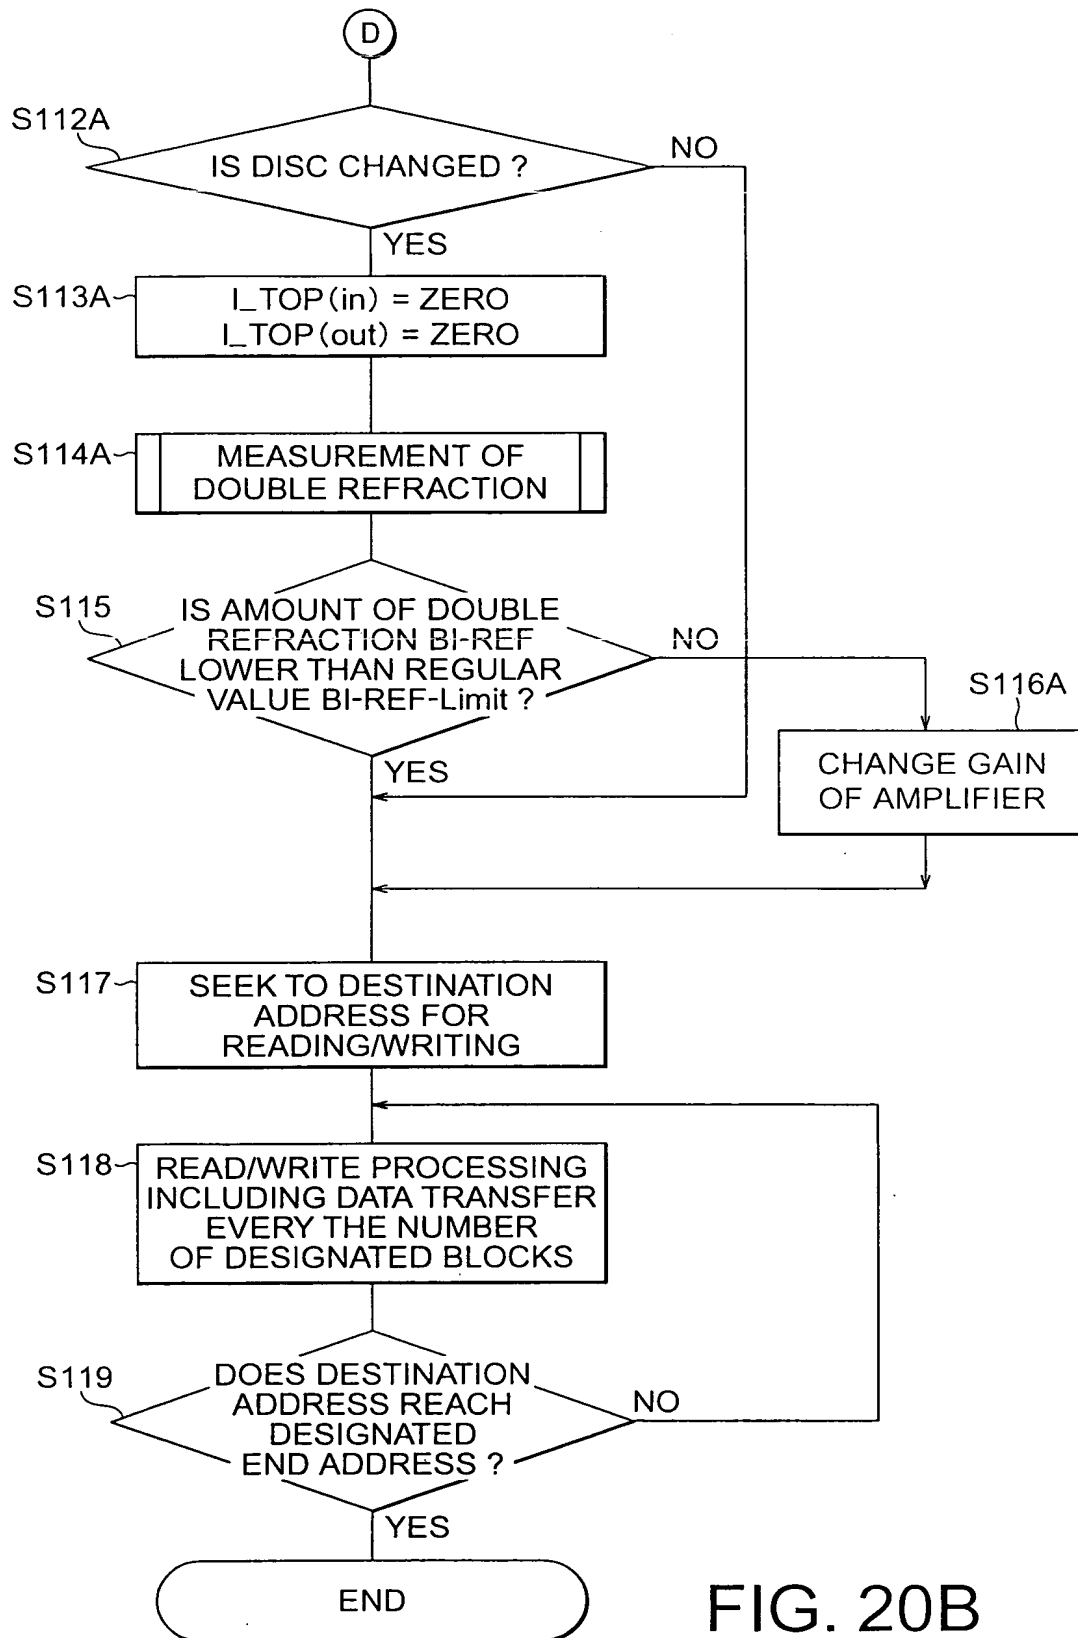 D
S112A
IS DISC CHANGED ?
NO
YES
S113A
I_TOP(in) = ZERO
I_TOP(out) = ZERO
S114A
MEASUREMENT OF
DOUBLE REFRACTION
S115
IS AMOUNT OF DOUBLE
REFRACTION BI-REF
LOWER THAN REGULAR
VALUE BI-REF-Limit ?
NO
YES
S116A
CHANGE GAIN
OF AMPLIFIER
S117
SEEK TO DESTINATION
ADDRESS FOR
READING/WRITING
S118
READ/WRITE PROCESSING
INCLUDING DATA TRANSFER
EVERY THE NUMBER
OF DESIGNATED BLOCKS
S119
DOES DESTINATION
ADDRESS REACH
DESIGNATED
END ADDRESS ?
NO
YES
END
FIG. 20B